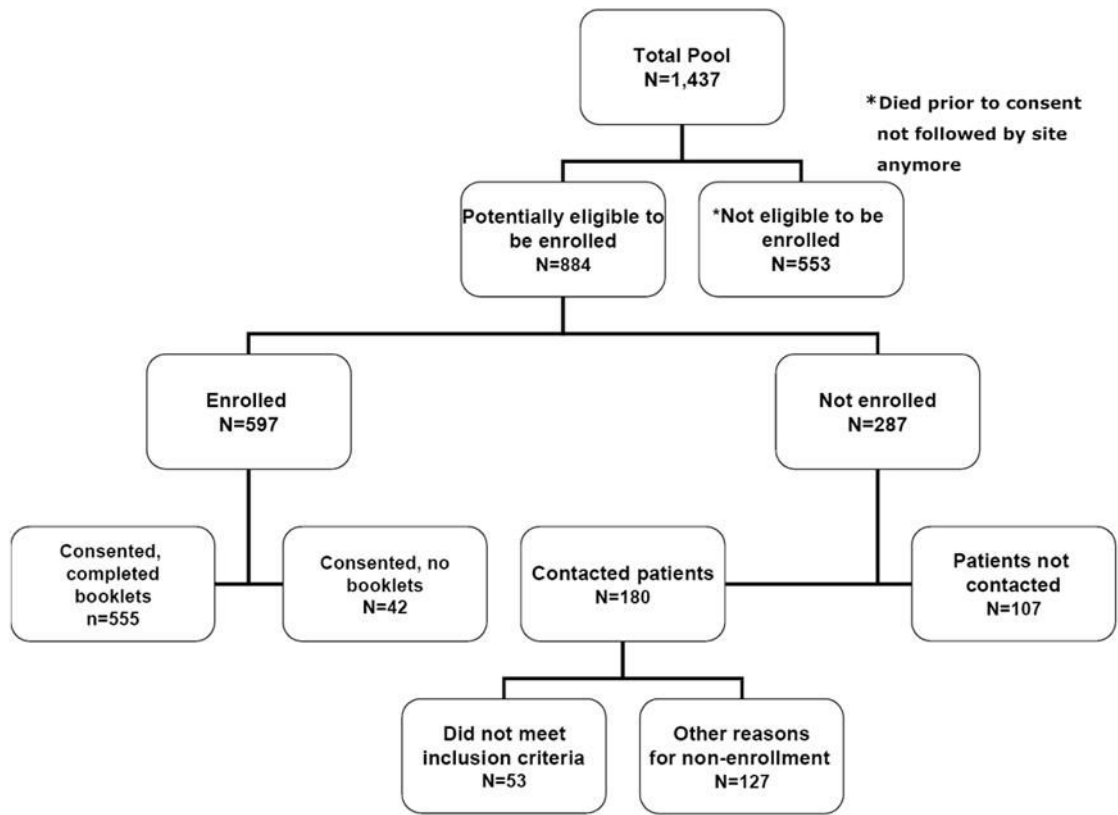 Total Pool
N=1,437
*Died prior to consent
not followed by site
anymore
Potentially eligible to
be enrolled
N=884
*Not eligible to be
enrolled
N=553
Enrolled
N=597
Not enrolled
N=287
Consented,
completed
booklets
n=555
Consented, no
booklets
N=42
Contacted patients
N=180
Patients not
contacted
N=107
Did not meet
inclusion criteria
N=53
Other reasons
for non-enrollment
N=127